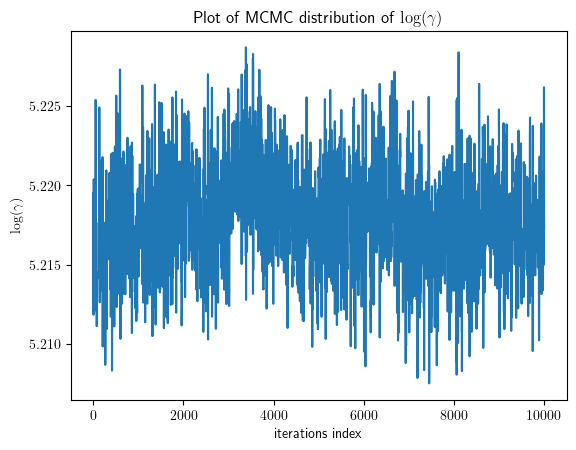 Plot of MCMC distribution of log(γ)
5.225
5.220
5.215
5.210
log(γ)
0 2000 4000 6000 8000 10000
iterations index